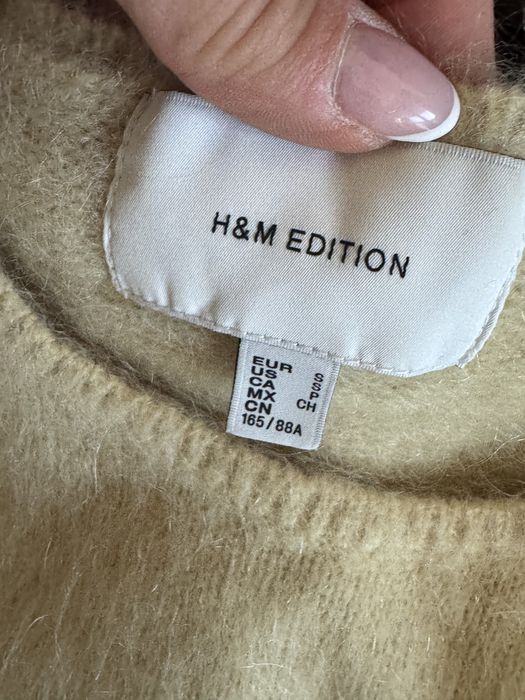 H&M EDITION
EUR S
US S
CA P
MX CH
CN
165/88A